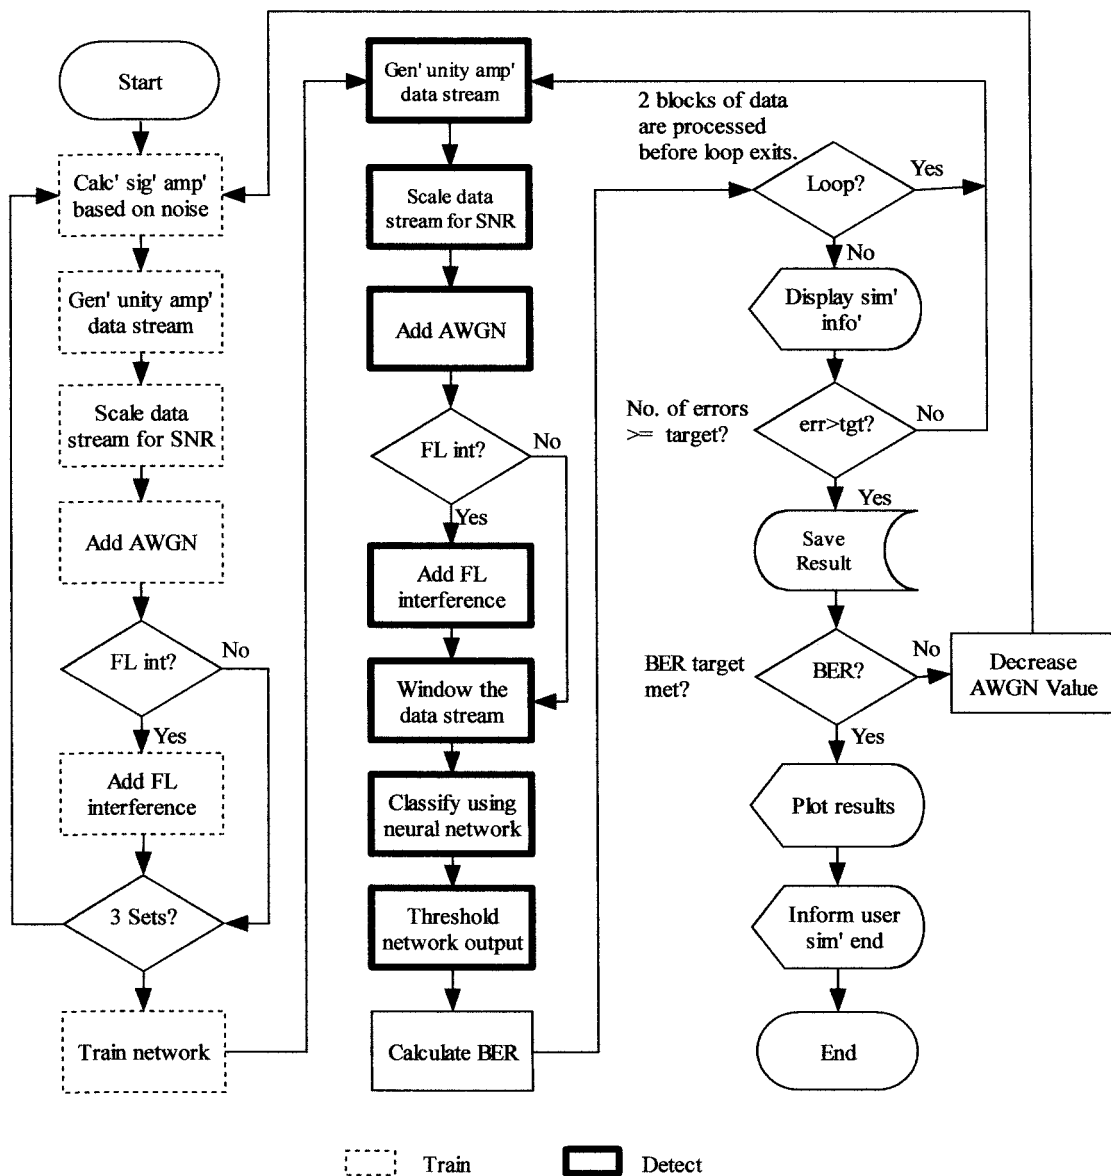 Start
Calc' sig' amp'
based on noise
Gen' unity amp'
data stream
Scale data
stream for SNR
Add AWGN
FL int?
No
Yes
Add FL
interference
3 Sets?
Train network
Gen' unity amp'
data stream
Scale data
stream for SNR
Add AWGN
FL int?
No
Yes
Add FL
interference
Window the
data stream
Classify using
neural network
Threshold
network output
Calculate BER
2 blocks of data
are processed
before loop exits.
Loop?
Yes
No
Display sim'
info'
No. of errors
>= target?
err>tgt?
No
Yes
Save
Result
BER target
met?
BER?
No
Decrease
AWGN Value
Yes
Plot results
Inform user
sim' end
End
Train
Detect